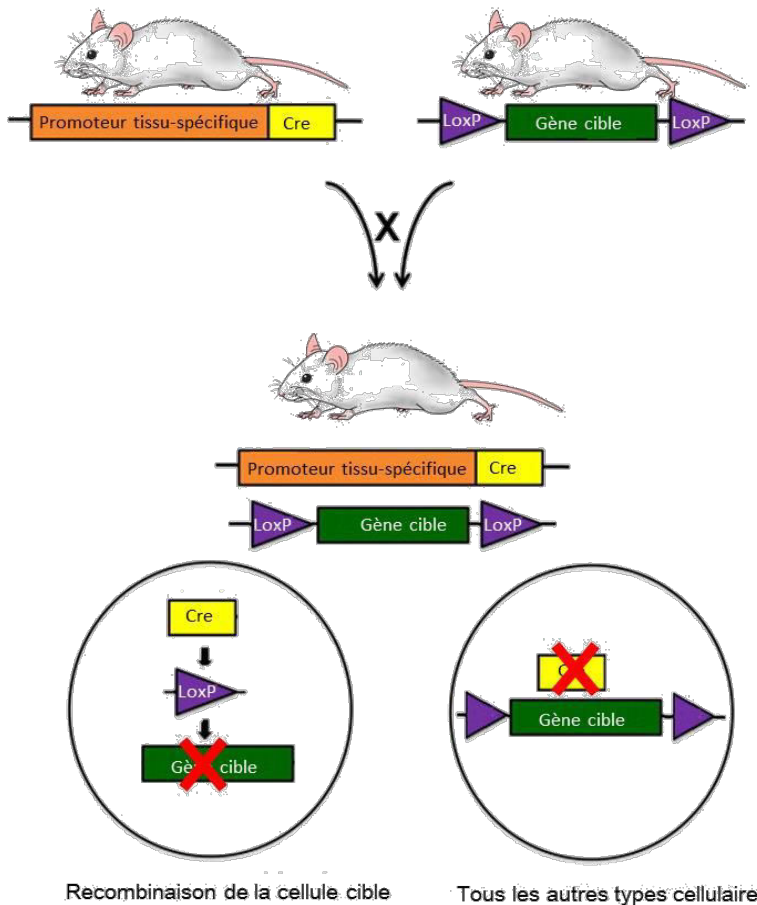 Promoteur tissu-spécifique Cre
LoxP Gène cible LoxP
X
Promoteur tissu-spécifique Cre
LoxP Gène cible LoxP
Cre
LoxP
Gène cible
Gène cible
Recombinaison de la cellule cible
Tous les autres types cellulaire